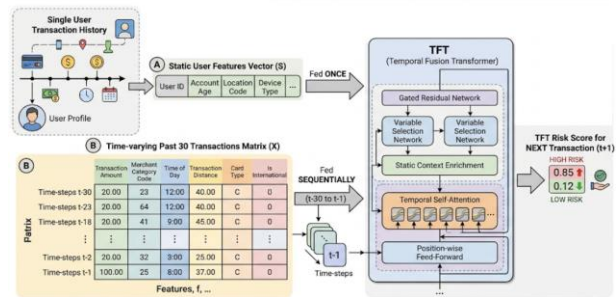 Single User
Transaction History
User Profile
A Static User Features Vector (S)
User ID
Account
Age
Location
Code
Device
Type
...
Fed ONCE
B Time-varying Past 30 Transactions Matrix (X)
B
Transaction
Amount
Merchant
Category
Code
Time of
Day
Transaction
Distance
Card
Type
Is
International
Time-steps t-30 20.00 23 12:00 40.00 C 0
Time-steps t-23 20.00 64 12:00 40.00 C 0
Time-steps t-18 20.00 41 9:00 45.00 C 0
Time-steps t-2 20.00 32 3:00 25.00 C 0
Time-steps t-1 100.00 25 8:00 37.00 C 0
Patrix
Features, f, ...
Fed
SEQUENTIALLY
(t-30 to t-1)
t-1
Time-steps
TFT
(Temporal Fusion Transformer)
Gated Residual Network
Variable
Selection
Network
Variable
Selection
Network
Static Context Enrichment
Temporal Self-Attention
...
Position-wise
Feed-Forward
...
TFT Risk Score for
NEXT Transaction (t+1)
HIGH RISK
0.85
0.12
LOW RISK